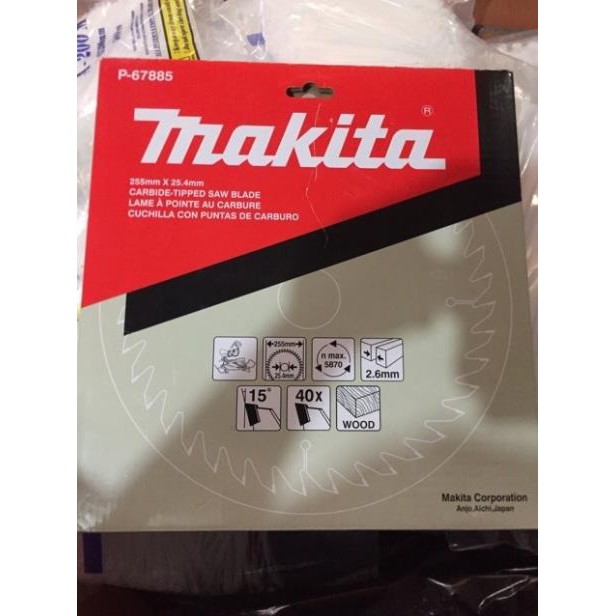 P-67885
makita®
255mm X 25.4mm
CARBIDE-TIPPED SAW BLADE
LAME À POINTE AU CARBURE
CUCHILLA CON PUNTAS DE CARBURO
255mm
25.4mm
n max.
5870
2.6mm
15°
40x
WOOD
Makita Corporation
Anjo,Aichi,Japan